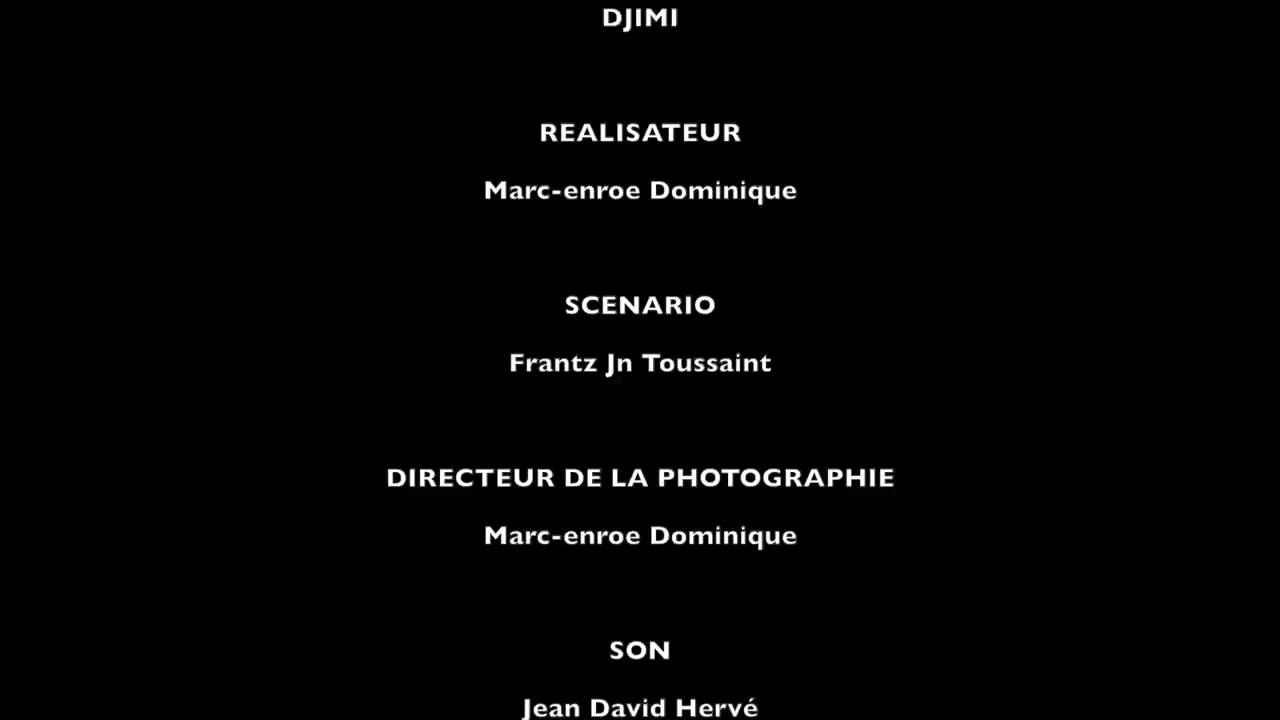 DJIMI
REALISATEUR
Marc-enroe Dominique
SCENARIO
Frantz Jn Toussaint
DIRECTEUR DE LA PHOTOGRAPHIE
Marc-enroe Dominique
SON
Jean David Hervé